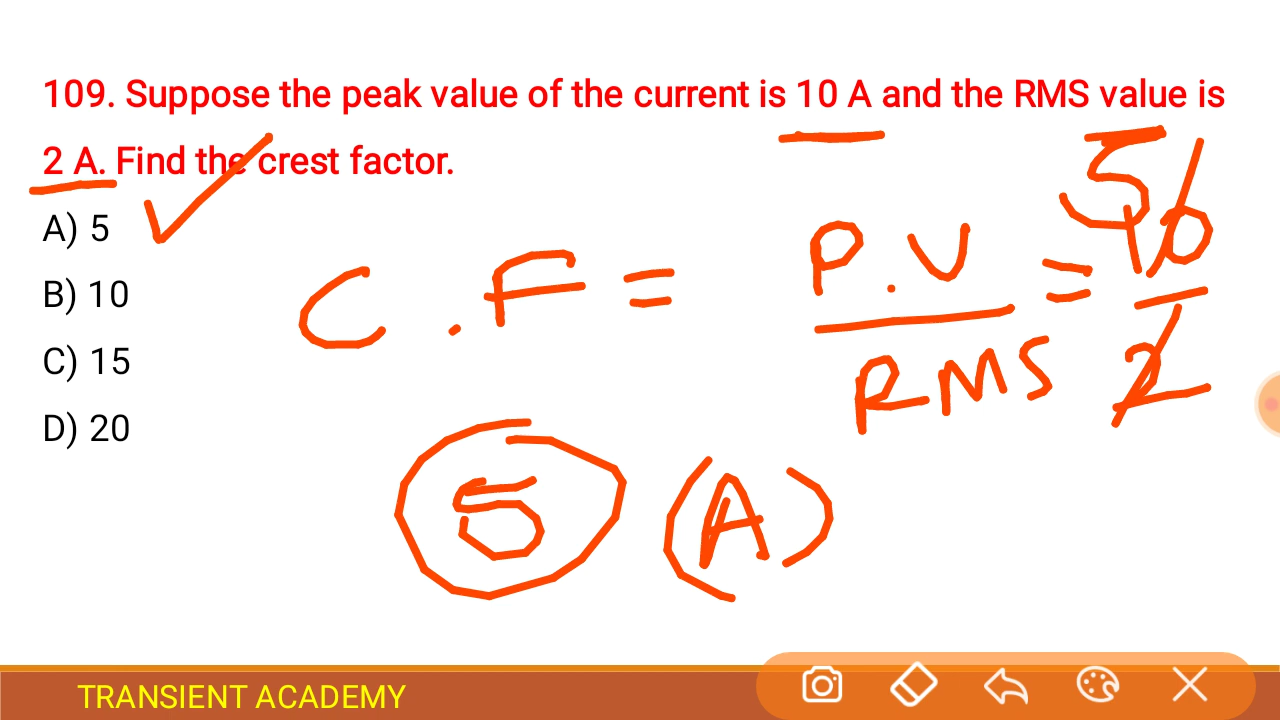 109. Suppose the peak value of the current is 10 A and the RMS value is
2 A. Find the crest factor.
A) 5
B) 10
C) 15
D) 20
C.F = P.V / RMS = 10 / 2
5
5 (A)
TRANSIENT ACADEMY